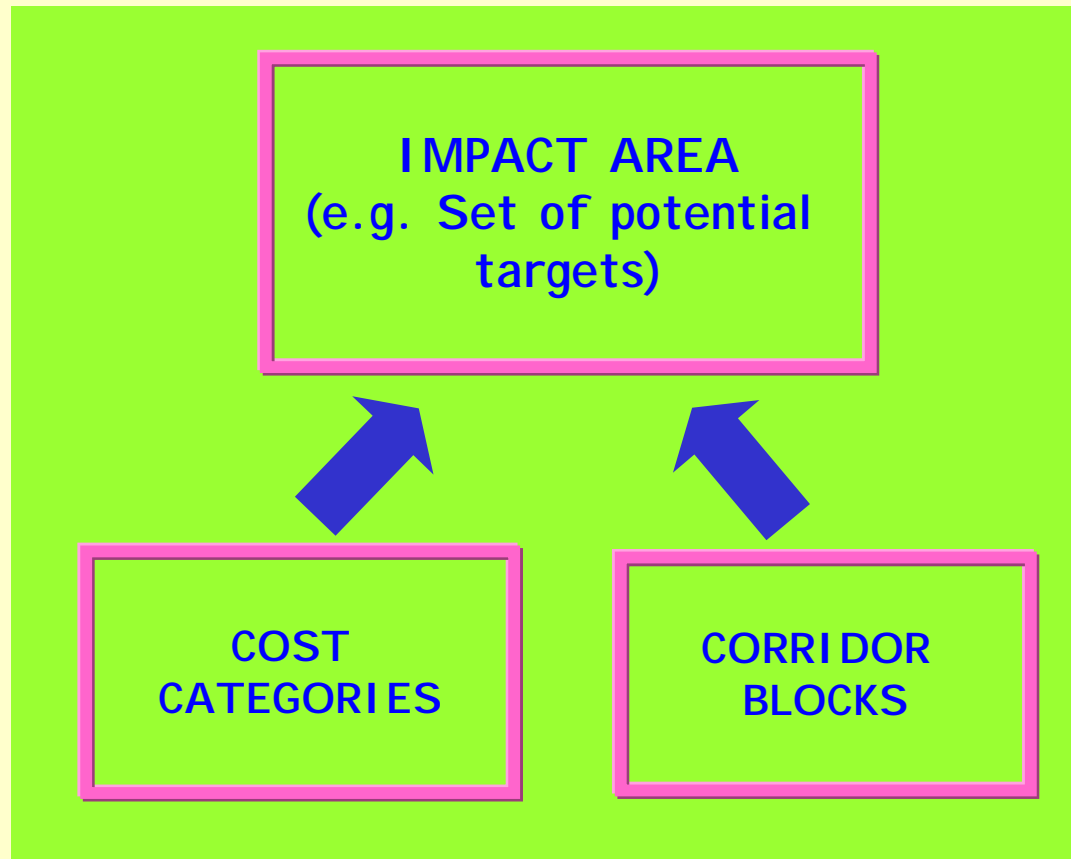 IMPACT AREA
(e.g. Set of potential
targets)
COST
CATEGORIES
CORRIDOR
BLOCKS